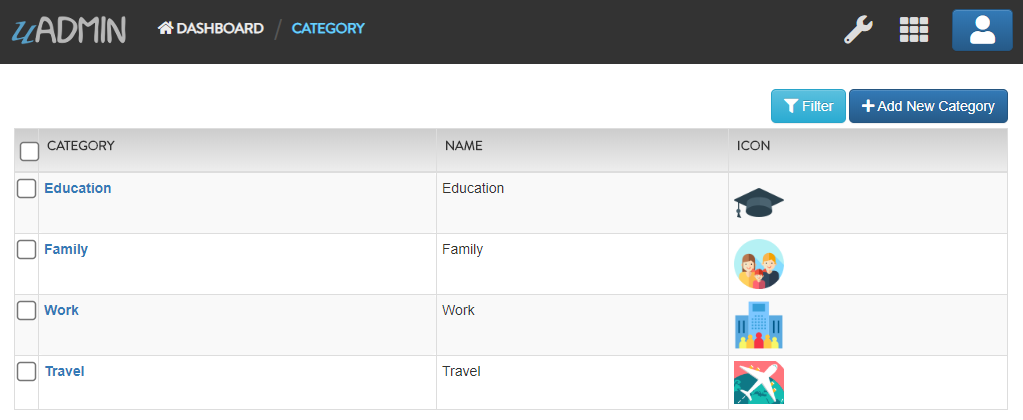 uADMIN DASHBOARD / CATEGORY
Filter Add New Category
CATEGORY NAME ICON
Education Education
Family Family
Work Work
Travel Travel